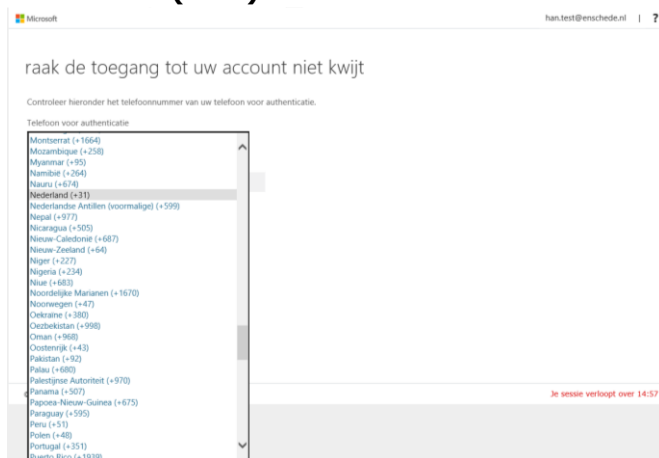 Microsoft
han.test@enschede.nl | ?
raak de toegang tot uw account niet kwijt
Controleer hieronder het telefoonnummer van uw telefoon voor authenticatie.
Telefoon voor authenticatie
Montserrat (+1664)
Mozambique (+258)
Myanmar (+95)
Namibië (+264)
Nauru (+674)
Nederland (+31)
Nederlandse Antillen (voormalige) (+599)
Nepal (+977)
Nicaragua (+505)
Nieuw-Caledonië (+687)
Nieuw-Zeeland (+64)
Niger (+227)
Nigeria (+234)
Niue (+683)
Noordelijke Marianen (+1670)
Noorwegen (+47)
Oekraïne (+380)
Oezbekistan (+998)
Oman (+968)
Oostenrijk (+43)
Pakistan (+92)
Palau (+680)
Palestijnse Autoriteit (+970)
Panama (+507)
Je sessie verloopt over 14:57
Papoea-Nieuw-Guinea (+675)
Paraguay (+595)
Peru (+51)
Polen (+48)
Portugal (+351)
Puerto Rico (+1939)